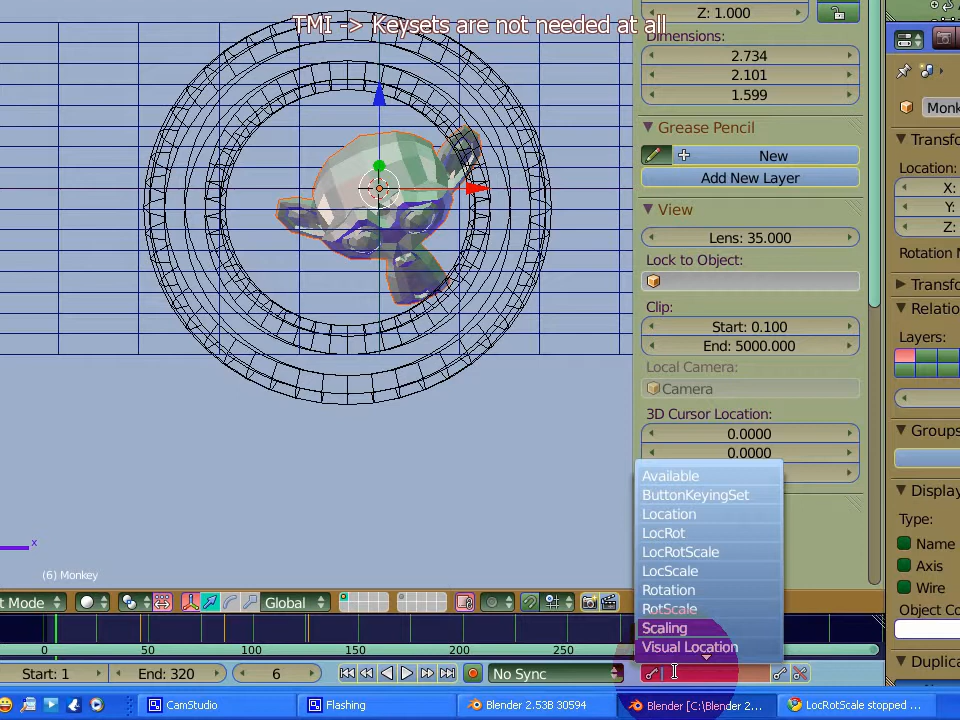 TMI -> Keysets are not needed at all
Z: 1.000
Dimensions:
2.734
2.101
1.599
Grease Pencil
New
Add New Layer
View
Lens: 35.000
Lock to Object:
Clip:
Start: 0.100
End: 5000.000
Local Camera:
Camera
3D Cursor Location:
0.0000
0.0000
Available
ButtonKeyingSet
Location
LocRot
LocRotScale
LocScale
Rotation
RotScale
Scaling
Visual Location
Monk
Transfo
Location:
X:
Y:
Z:
Rotation M
Transfo
Relatio
Layers:
Groups
Display
Type:
Name
Axis
Wire
Object Co
Duplica
x
(6) Monkey
t Mode
Global
0 50 100 150 200 250
Start: 1
End: 320
6
No Sync
CamStudio
Flashing
Blender 2.53B 30594
Blender [C:\Blender 2...
LocRotScale stopped ...